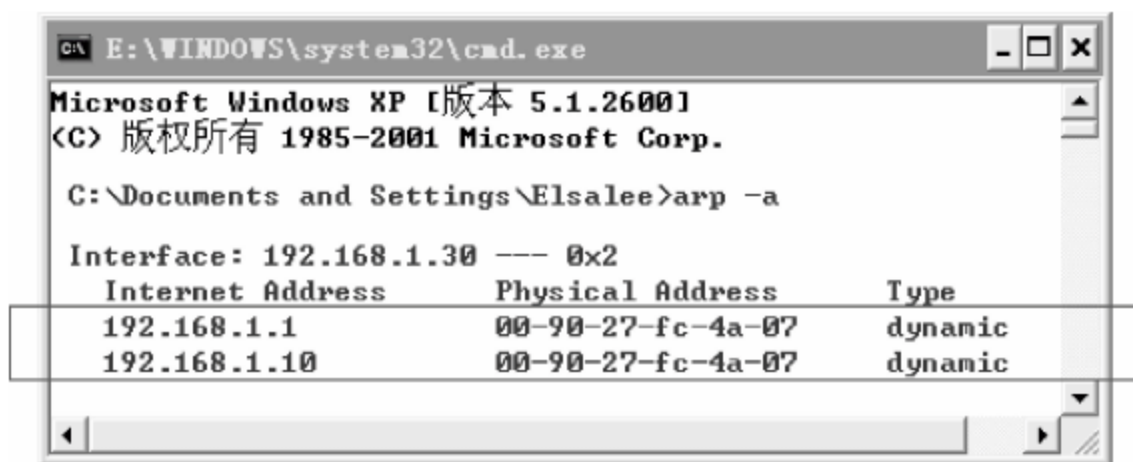 E:\WINDOWS\system32\cmd.exe
Microsoft Windows XP [版本 5.1.2600]
(C) 版权所有 1985-2001 Microsoft Corp.
C:\Documents and Settings\Elsalee>arp -a
Interface: 192.168.1.30 --- 0x2
Internet Address Physical Address Type
192.168.1.1 00-90-27-fc-4a-07 dynamic
192.168.1.10 00-90-27-fc-4a-07 dynamic